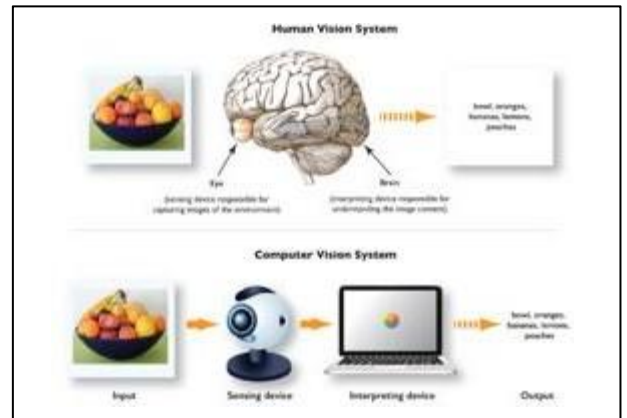 Human Vision System
bowl, oranges,
bananas, lemons,
peaches
Eye
(sensing device responsible for
capturing images of the environment)
Brain
(interpreting device responsible for
understanding the image content)
Computer Vision System
bowl, oranges,
bananas, lemons,
peaches
Input
Sensing device
Interpreting device
Output